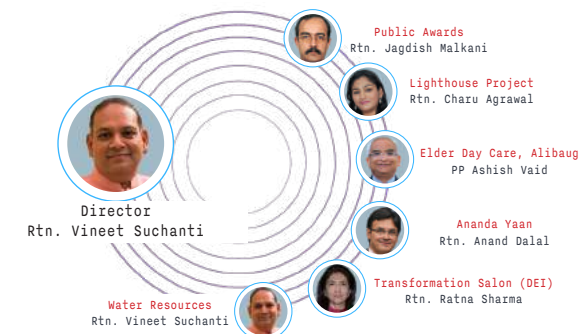 Public Awards
Rtn. Jagdish Malkani
Lighthouse Project
Rtn. Charu Agrawal
Elder Day Care, Alibaug
PP Ashish Vaid
Director
Rtn. Vineet Suchanti
Ananda Yaan
Rtn. Anand Dalal
Transformation Salon (DEI)
Rtn. Ratna Sharma
Water Resources
Rtn. Vineet Suchanti